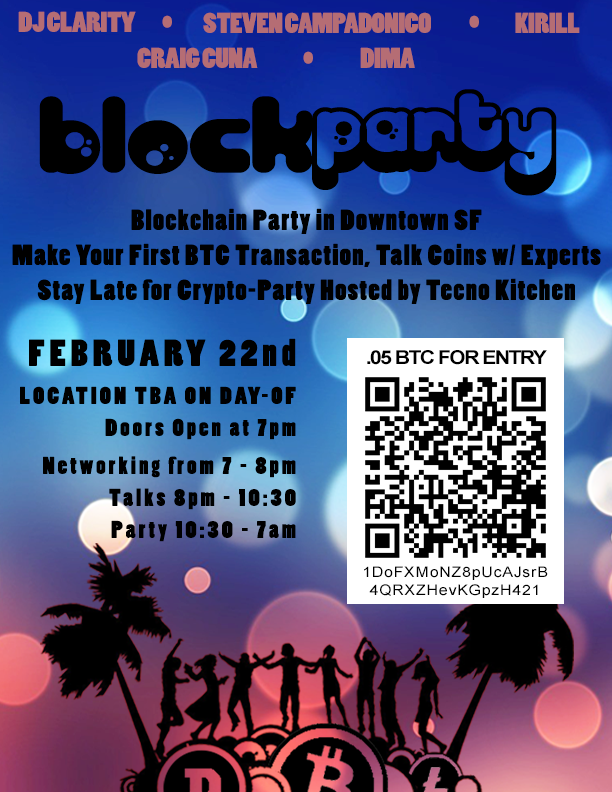 DJ CLARITY • STEVEN CAMPADONICO • KIRILL
CRAIG CUNA • DIMA
blockparty
Blockchain Party in Downtown SF
Make Your First BTC Transaction, Talk Coins w/ Experts
Stay Late for Crypto-Party Hosted by Tecno Kitchen
FEBRUARY 22nd
LOCATION TBA ON DAY-OF
Doors Open at 7pm
Networking from 7 - 8pm
Talks 8pm - 10:30
Party 10:30 - 7am
.05 BTC FOR ENTRY
1DoFXMoNZ8pUcAJsrB
4QRXZHevKGpzH421